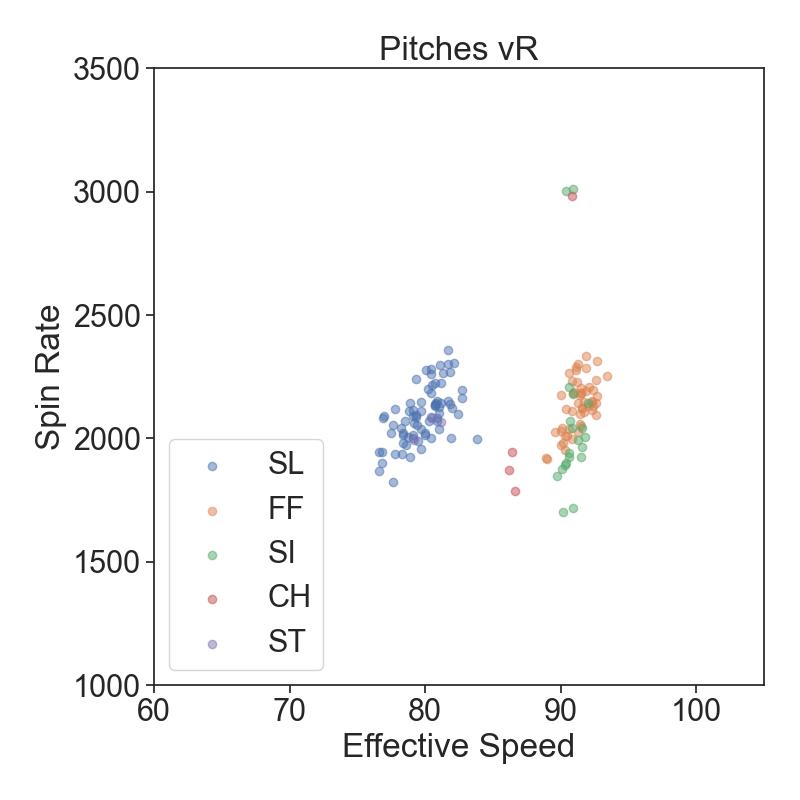 Pitches vR
3500
3000
2500
2000
1500
1000
Spin Rate
SL
FF
SI
CH
ST
60 70 80 90 100
Effective Speed